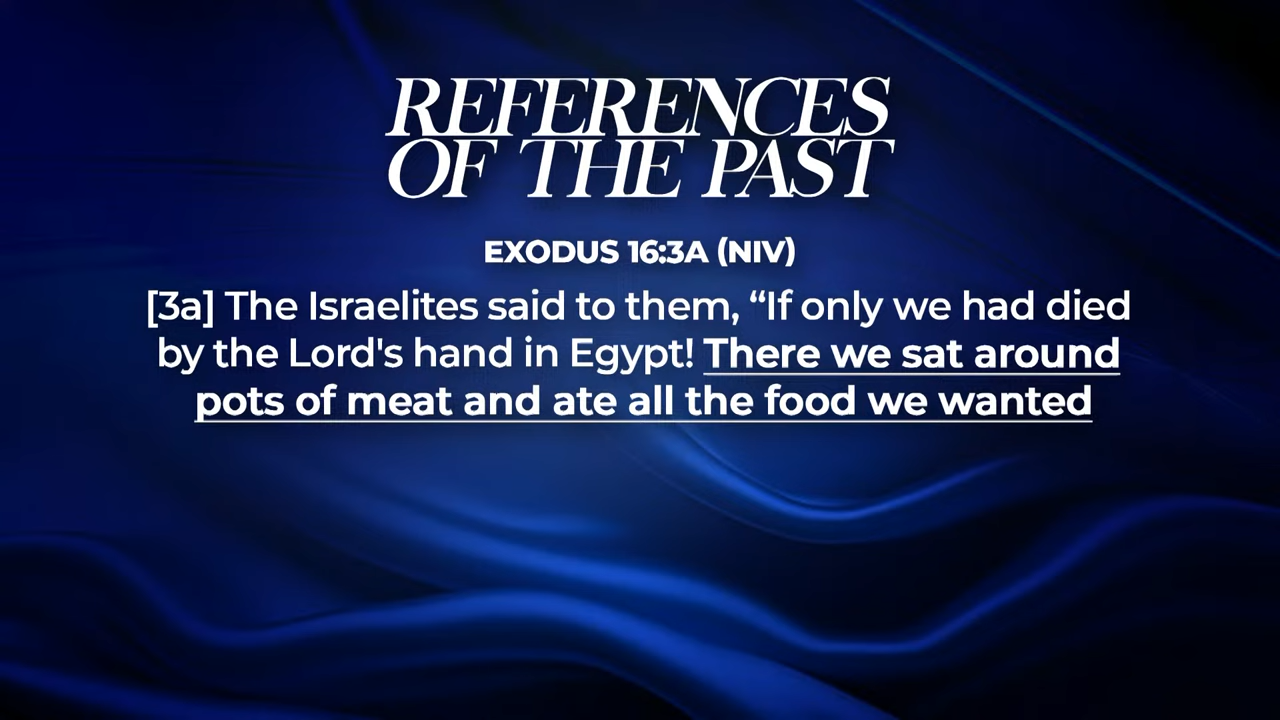 REFERENCES
OF THE PAST
EXODUS 16:3A (NIV)
[3a] The Israelites said to them, “If only we had died
by the Lord's hand in Egypt! There we sat around
pots of meat and ate all the food we wanted